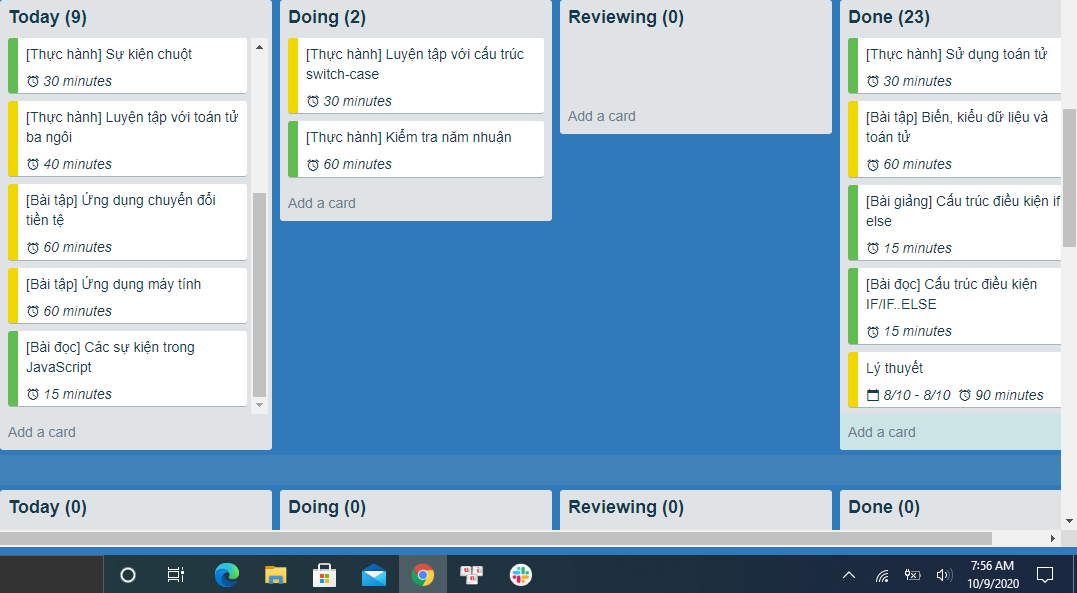 Today (9)
[Thực hành] Sự kiện chuột
30 minutes
[Thực hành] Luyện tập với toán tử
ba ngôi
40 minutes
[Bài tập] Ứng dụng chuyển đổi
tiền tệ
60 minutes
[Bài tập] Ứng dụng máy tính
60 minutes
[Bài đọc] Các sự kiện trong
JavaScript
15 minutes
Add a card
Doing (2)
[Thực hành] Luyện tập với cấu trúc
switch-case
30 minutes
[Thực hành] Kiểm tra năm nhuận
60 minutes
Add a card
Reviewing (0)
Add a card
Done (23)
[Thực hành] Sử dụng toán tử
30 minutes
[Bài tập] Biến, kiểu dữ liệu và
toán tử
60 minutes
[Bài giảng] Cấu trúc điều kiện if
else
15 minutes
[Bài đọc] Cấu trúc điều kiện
IF/IF..ELSE
15 minutes
Lý thuyết
8/10 - 8/10 90 minutes
Add a card
Today (0)
Doing (0)
Reviewing (0)
Done (0)
7:56 AM
10/9/2020